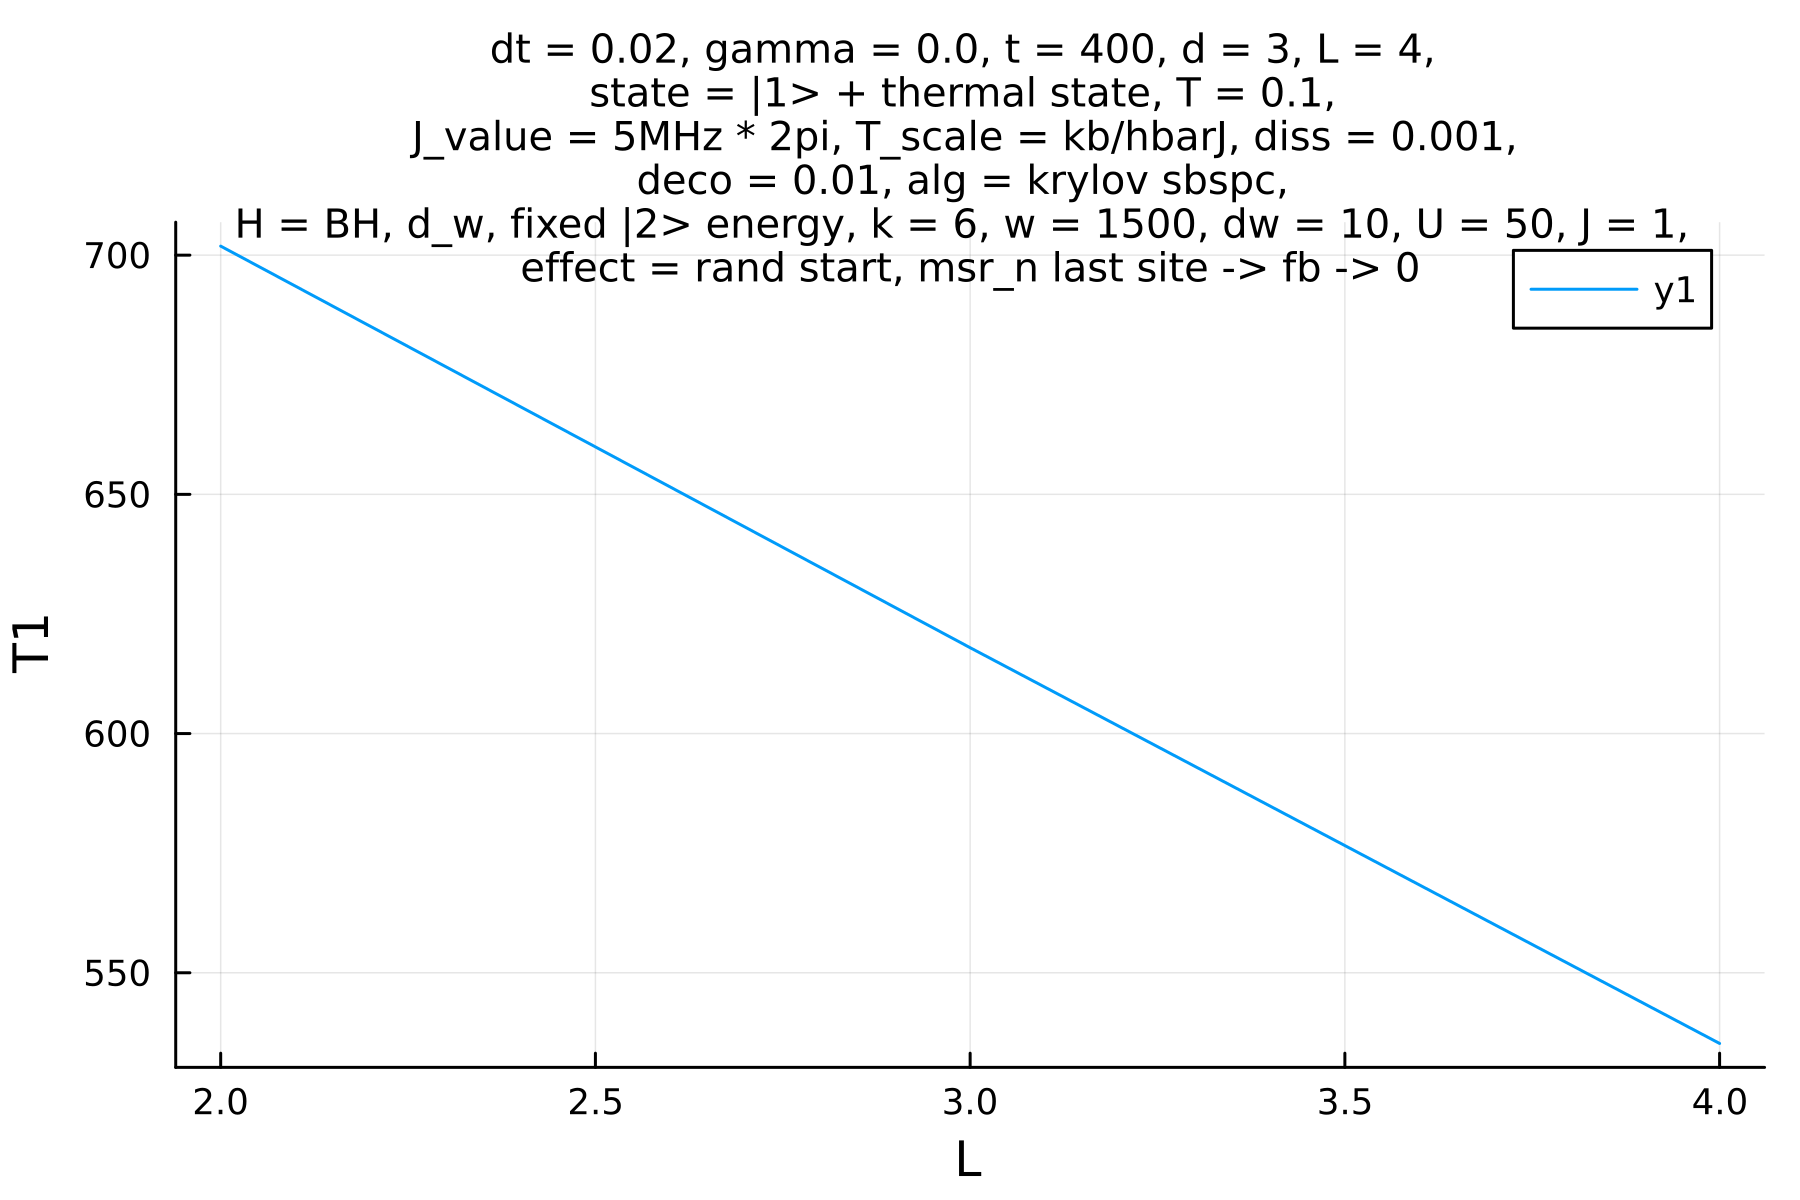 dt = 0.02, gamma = 0.0, t = 400, d = 3, L = 4,
state = |1> + thermal state, T = 0.1,
J_value = 5MHz * 2pi, T_scale = kb/hbarJ, diss = 0.001,
deco = 0.01, alg = krylov sbspc,
H = BH, d_w, fixed |2> energy, k = 6, w = 1500, dw = 10, U = 50, J = 1,
effect = rand start, msr_n last site -> fb -> 0
y1
700
650
600
550
T1
2.0 2.5 3.0 3.5 4.0
L